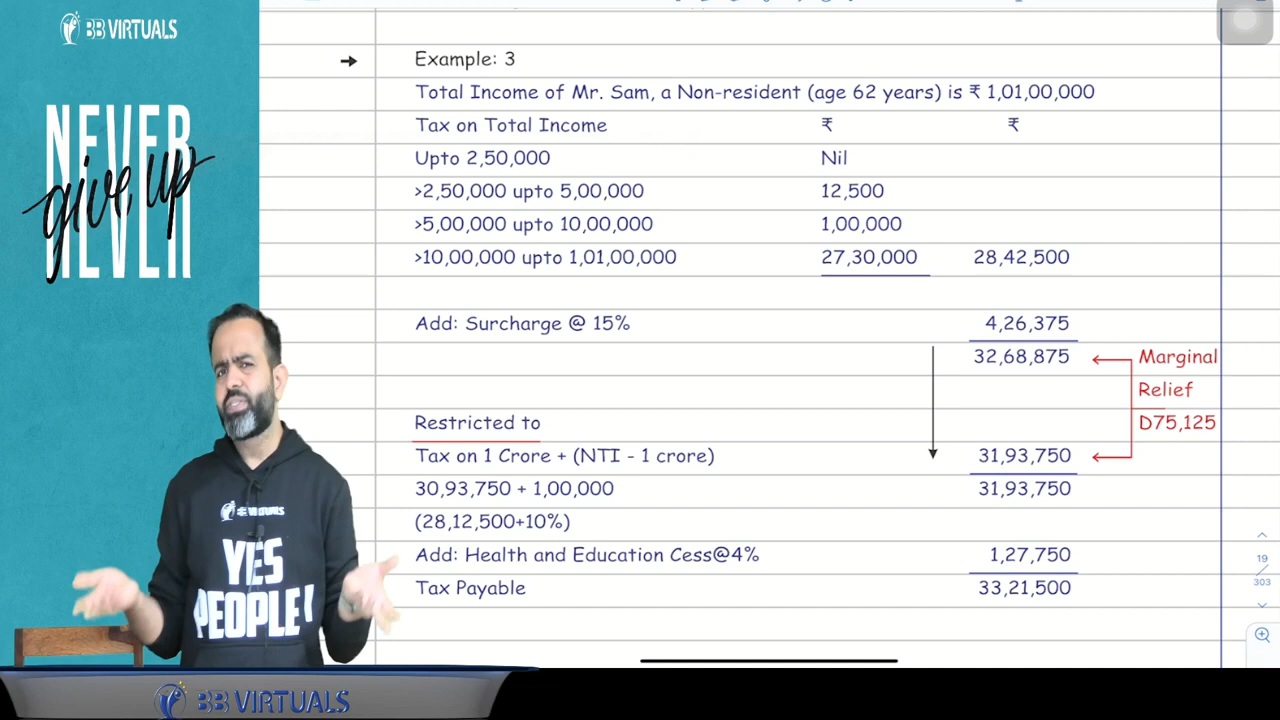 BB VIRTUALS
NEVER
give up
NEVER
→ Example: 3
Total Income of Mr. Sam, a Non-resident (age 62 years) is ₹ 1,01,00,000
Tax on Total Income ₹ ₹
Upto 2,50,000 Nil
>2,50,000 upto 5,00,000 12,500
>5,00,000 upto 10,00,000 1,00,000
>10,00,000 upto 1,01,00,000 27,30,000 28,42,500
Add: Surcharge @ 15% 4,26,375
32,68,875 Marginal
Relief
Restricted to D75,125
Tax on 1 Crore + (NTI - 1 crore) 31,93,750
30,93,750 + 1,00,000 31,93,750
(28,12,500+10%)
Add: Health and Education Cess@4% 1,27,750
Tax Payable 33,21,500
19
303
BB VIRTUALS
YES
PEOPLE!
BB VIRTUALS